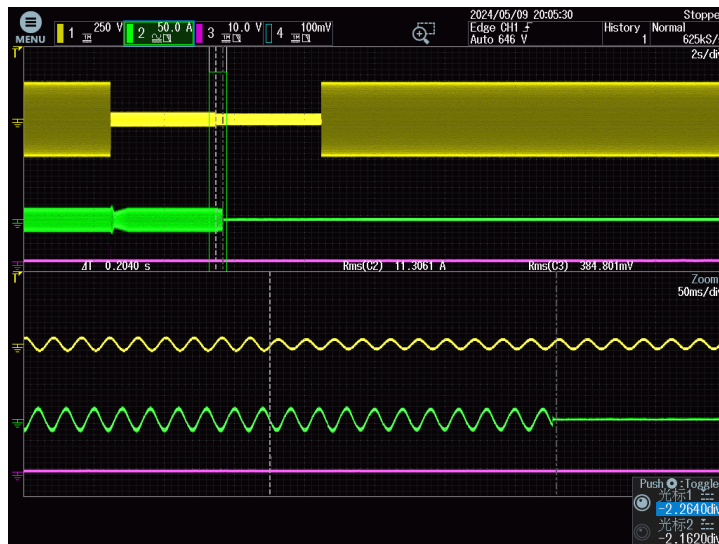 2024/05/09 20:05:30 Stoppe
MENU
1 250 V
2 50.0 A
3 10.0 V
4 100mV
Edge CH1
Auto 646 V
History
1
Normal
625kS/
2s/div
ΔT 0.2040 s
Rms(C2) 11.3061 A
Rms(C3) 384.801mV
Zoom
50ms/div
Push :Toggle
光标1
-2.2640div
光标2
-2.1620div